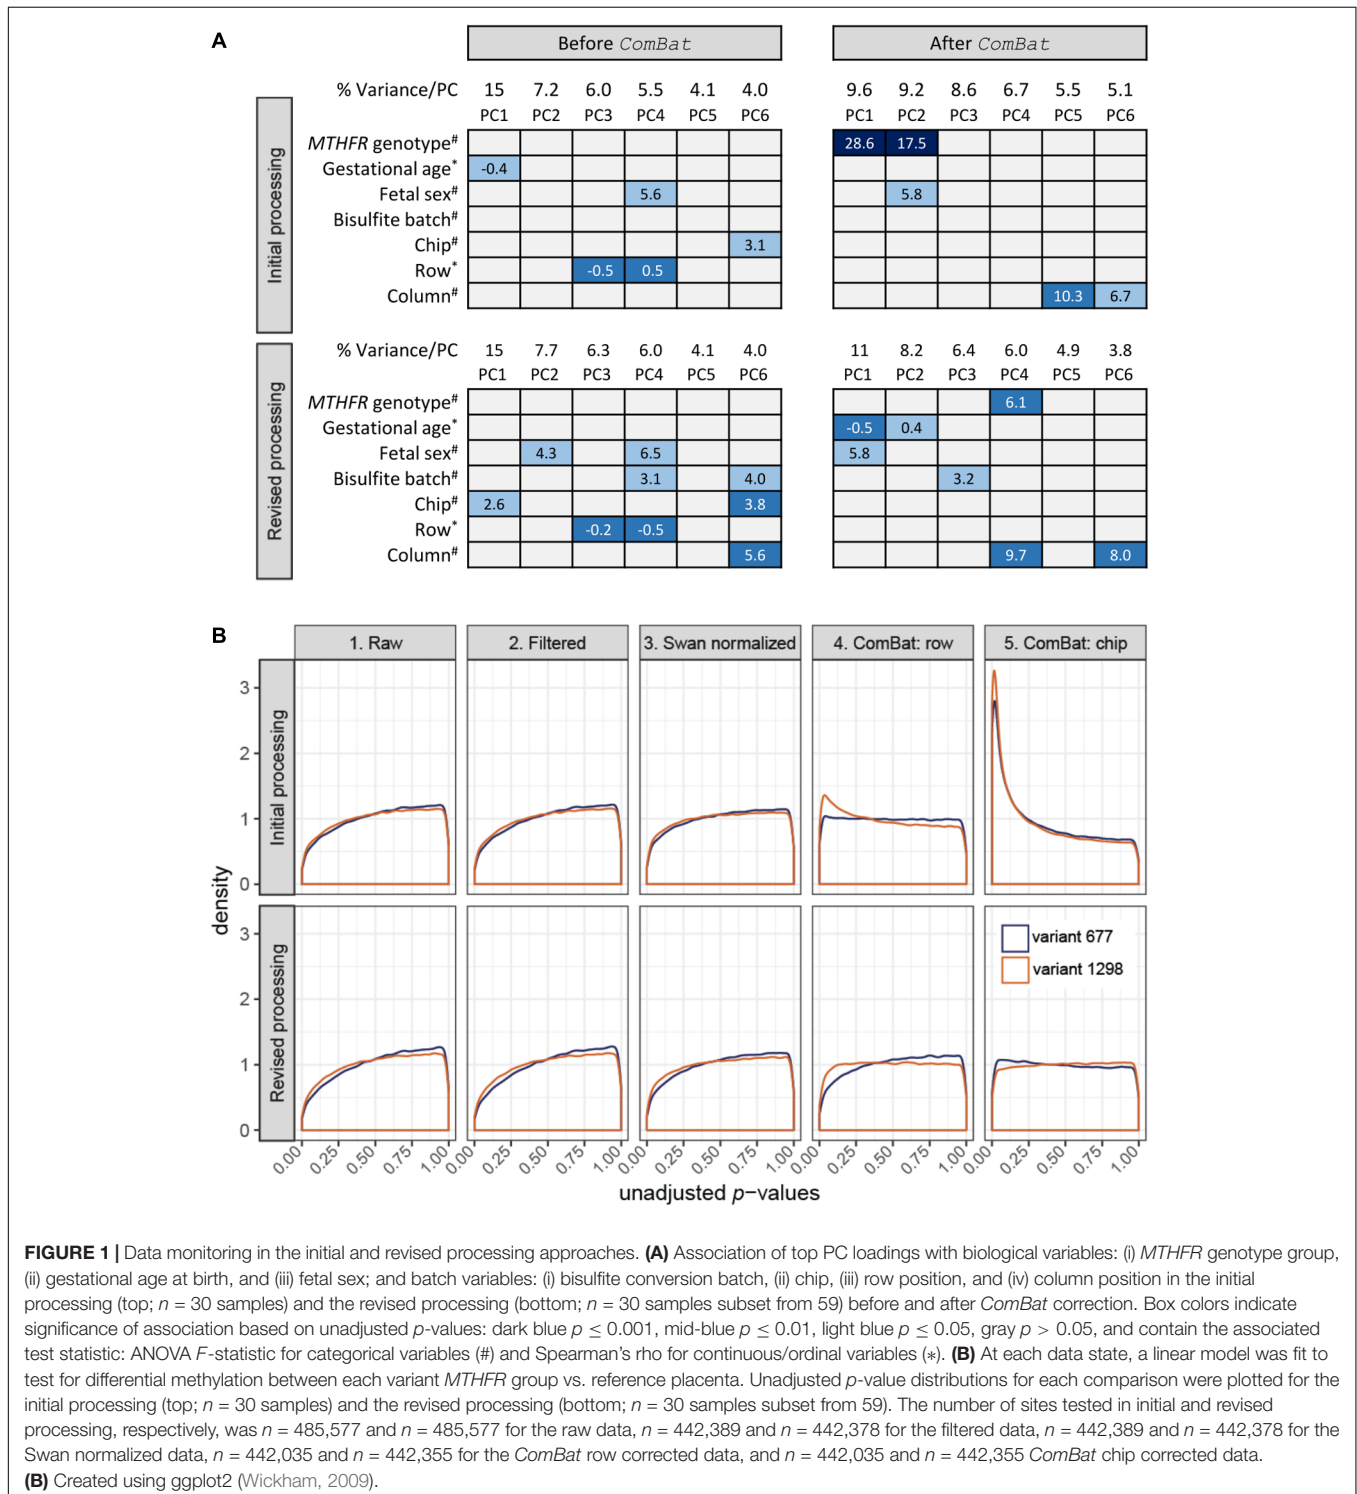 A
Before ComBat
After ComBat
Initial processing
% Variance/PC 15 7.2 6.0 5.5 4.1 4.0 9.6 9.2 8.6 6.7 5.5 5.1
PC1 PC2 PC3 PC4 PC5 PC6 PC1 PC2 PC3 PC4 PC5 PC6
MTHFR genotype# 28.6 17.5
Gestational age* -0.4
Fetal sex# 5.6 5.8
Bisulfite batch#
Chip# 3.1
Row* -0.5 0.5
Column# 10.3 6.7
Revised processing
% Variance/PC 15 7.7 6.3 6.0 4.1 4.0 11 8.2 6.4 6.0 4.9 3.8
PC1 PC2 PC3 PC4 PC5 PC6 PC1 PC2 PC3 PC4 PC5 PC6
MTHFR genotype# 6.1
Gestational age* -0.5 0.4
Fetal sex# 4.3 6.5 5.8
Bisulfite batch# 3.1 4.0 3.2
Chip# 2.6 3.8
Row* -0.2 -0.5
Column# 5.6 9.7 8.0
B
1. Raw 2. Filtered 3. Swan normalized 4. ComBat: row 5. ComBat: chip
density
Initial processing
3
2
1
0
Revised processing
3
2
1
0
variant 677
variant 1298
0.00 0.25 0.50 0.75 1.00 0.00 0.25 0.50 0.75 1.00 0.00 0.25 0.50 0.75 1.00 0.00 0.25 0.50 0.75 1.00 0.00 0.25 0.50 0.75 1.00
unadjusted p−values
FIGURE 1 | Data monitoring in the initial and revised processing approaches. (A) Association of top PC loadings with biological variables: (i) MTHFR genotype group,
(ii) gestational age at birth, and (iii) fetal sex; and batch variables: (i) bisulfite conversion batch, (ii) chip, (iii) row position, and (iv) column position in the initial
processing (top; n = 30 samples) and the revised processing (bottom; n = 30 samples subset from 59) before and after ComBat correction. Box colors indicate
significance of association based on unadjusted p-values: dark blue p ≤ 0.001, mid-blue p ≤ 0.01, light blue p ≤ 0.05, gray p > 0.05, and contain the associated
test statistic: ANOVA F-statistic for categorical variables (#) and Spearman's rho for continuous/ordinal variables (∗). (B) At each data state, a linear model was fit to
test for differential methylation between each variant MTHFR group vs. reference placenta. Unadjusted p-value distributions for each comparison were plotted for the
initial processing (top; n = 30 samples) and the revised processing (bottom; n = 30 samples subset from 59). The number of sites tested in initial and revised
processing, respectively, was n = 485,577 and n = 485,577 for the raw data, n = 442,389 and n = 442,378 for the filtered data, n = 442,389 and n = 442,378 for the
Swan normalized data, n = 442,035 and n = 442,355 for the ComBat row corrected data, and n = 442,035 and n = 442,355 ComBat chip corrected data.
(B) Created using ggplot2 (Wickham, 2009).